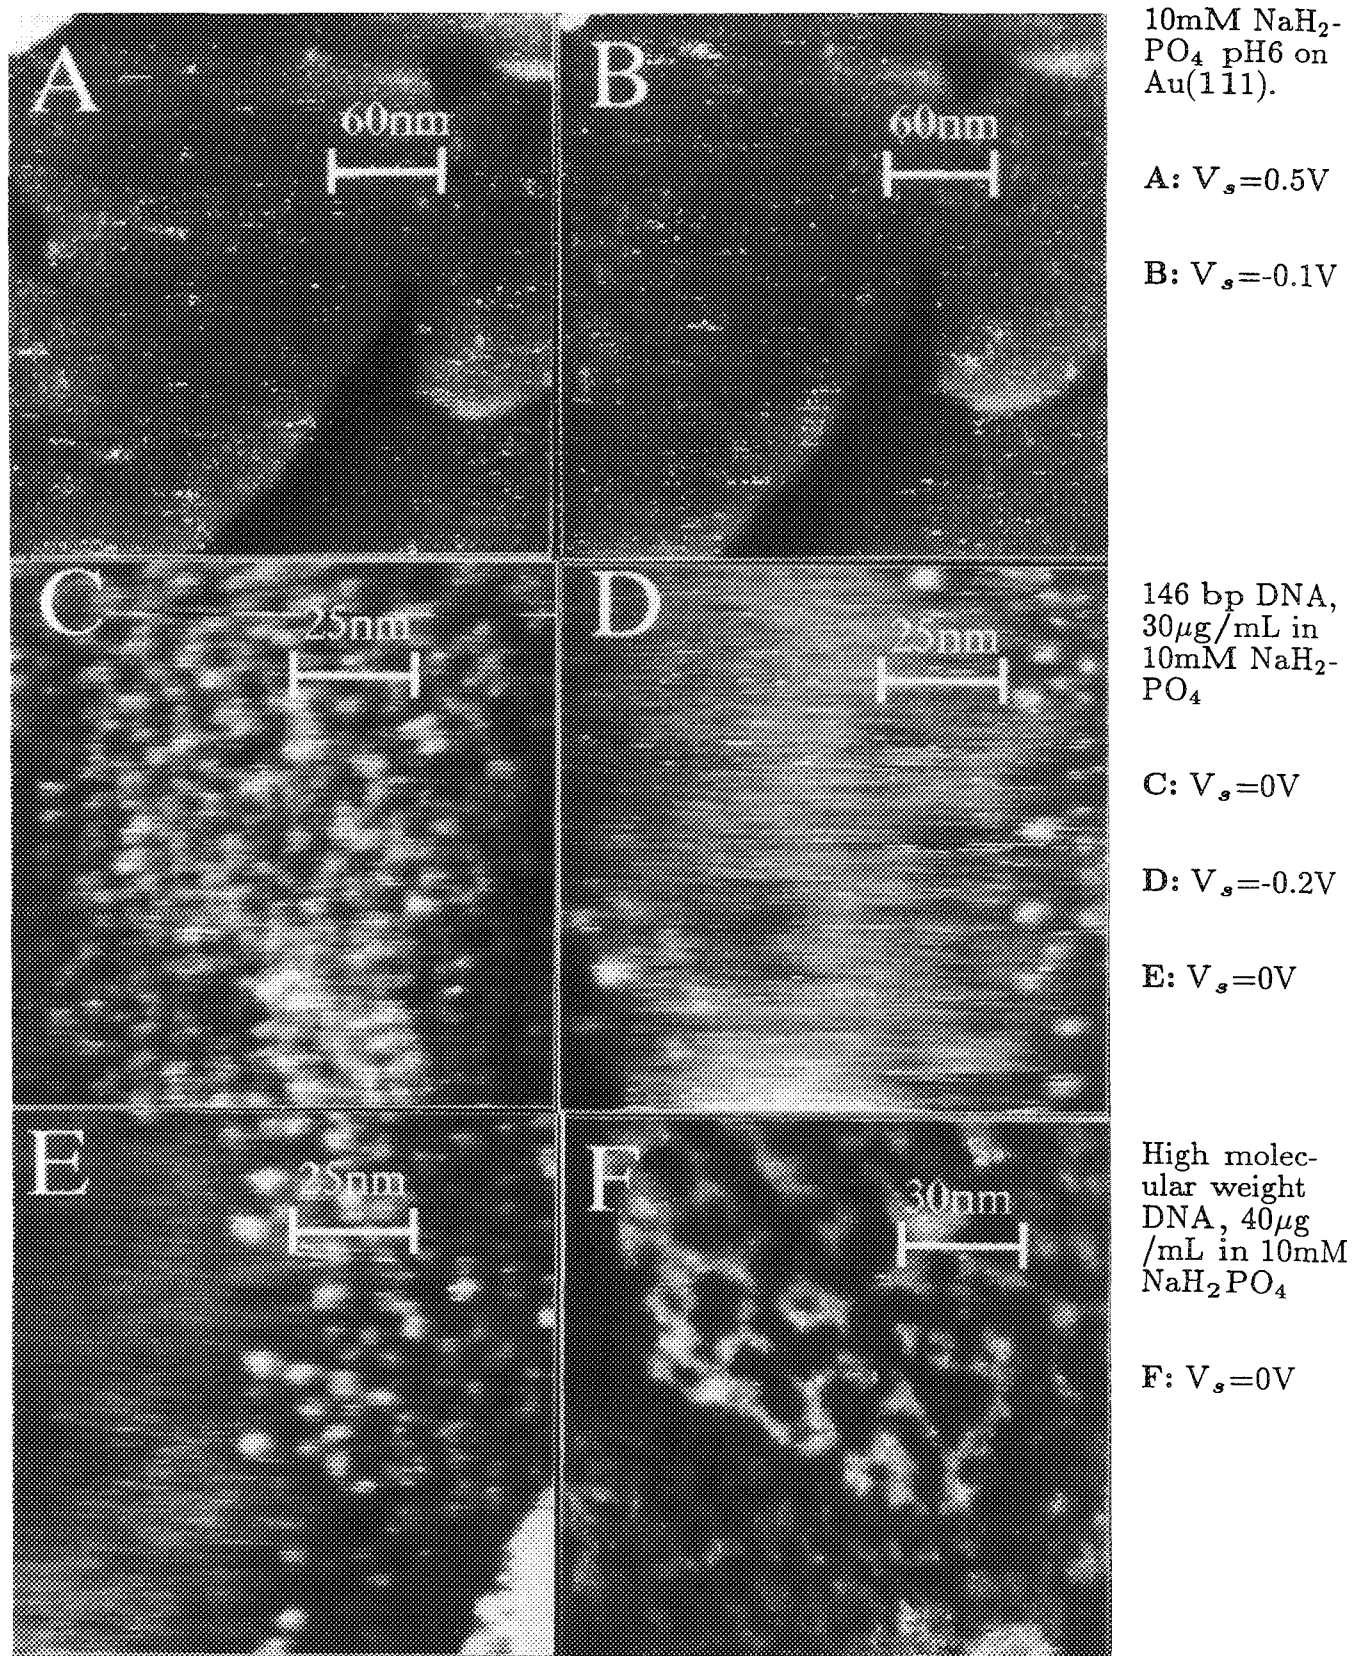 A
60nm
B
60nm
10mM NaH₂-
PO₄ pH6 on
Au(111).
A: Vₛ=0.5V
B: Vₛ=-0.1V
C
25nm
D
25nm
146 bp DNA,
30μg/mL in
10mM NaH₂-
PO₄
C: Vₛ=0V
D: Vₛ=-0.2V
E: Vₛ=0V
E
25nm
F
30nm
High molec-
ular weight
DNA, 40μg
/mL in 10mM
NaH₂PO₄
F: Vₛ=0V